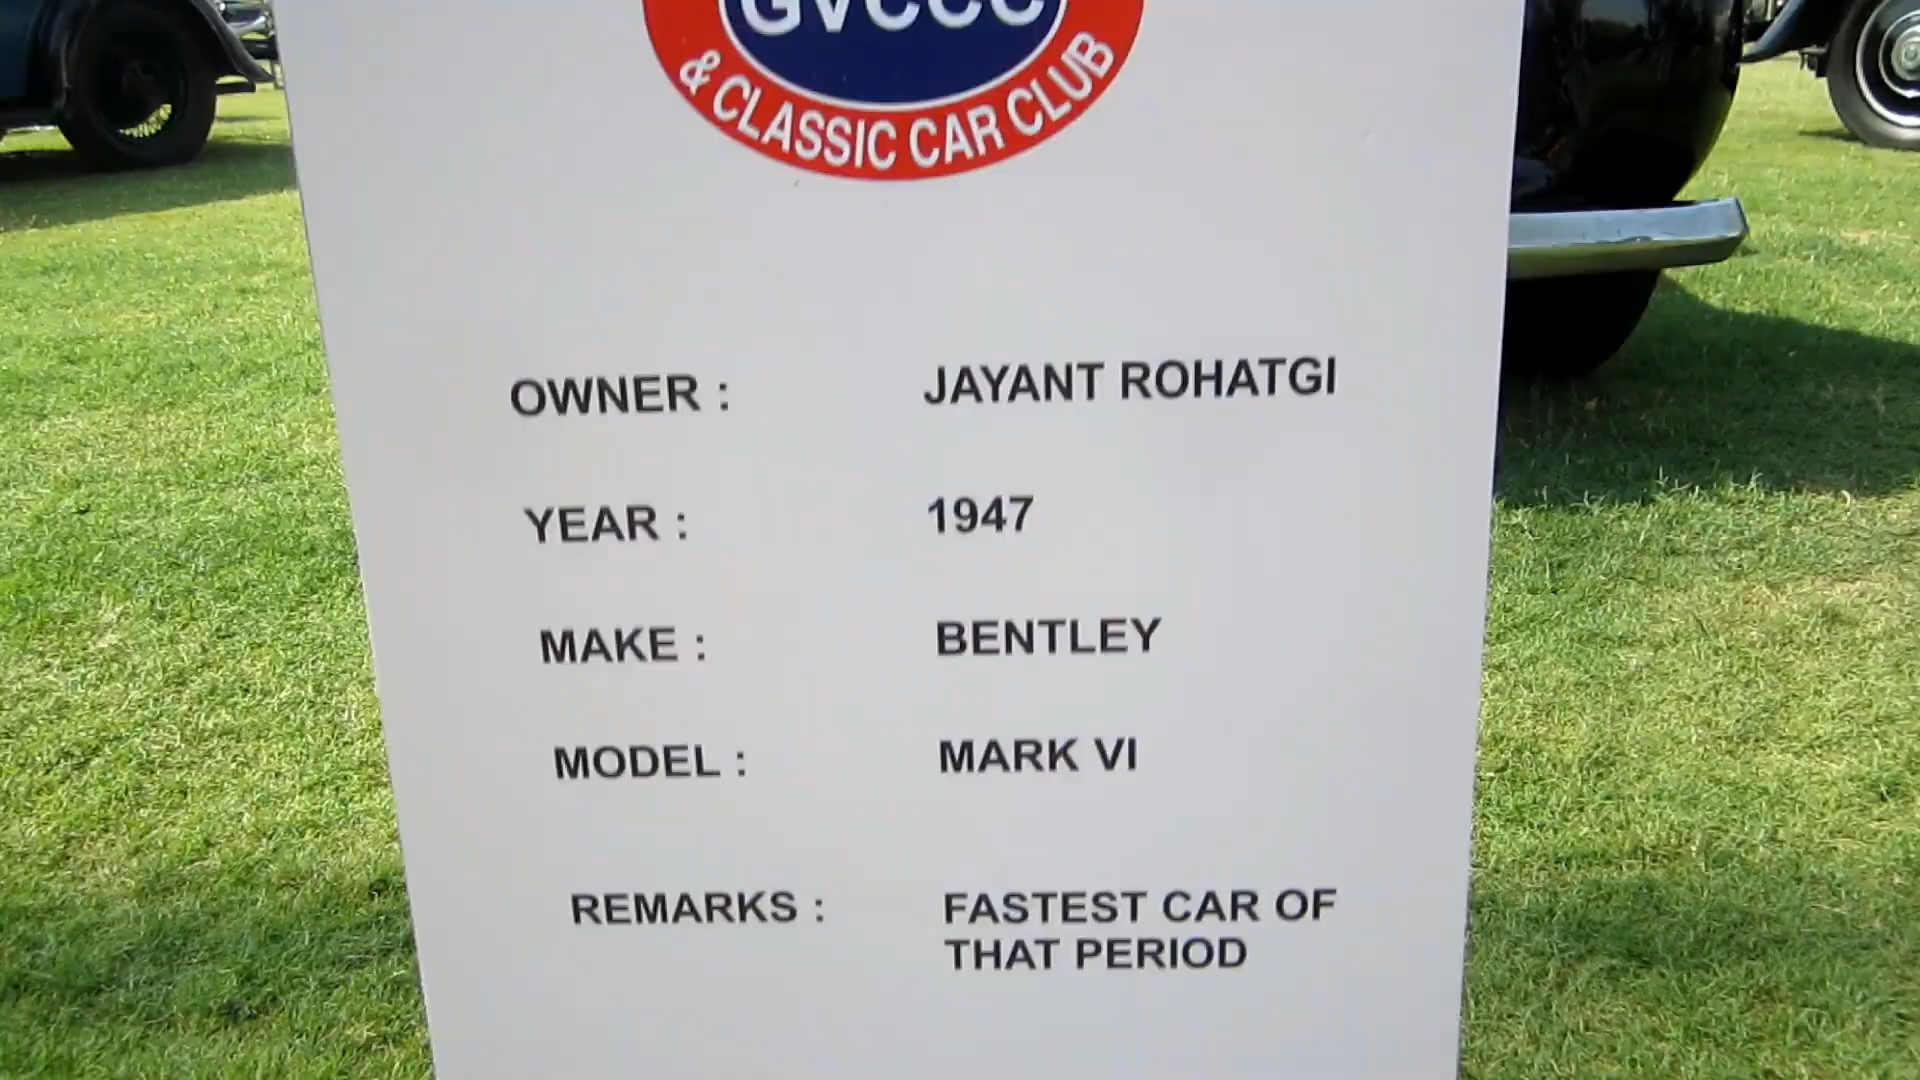 GVCCC
& CLASSIC CAR CLUB
OWNER : JAYANT ROHATGI
YEAR : 1947
MAKE : BENTLEY
MODEL : MARK VI
REMARKS : FASTEST CAR OF
THAT PERIOD